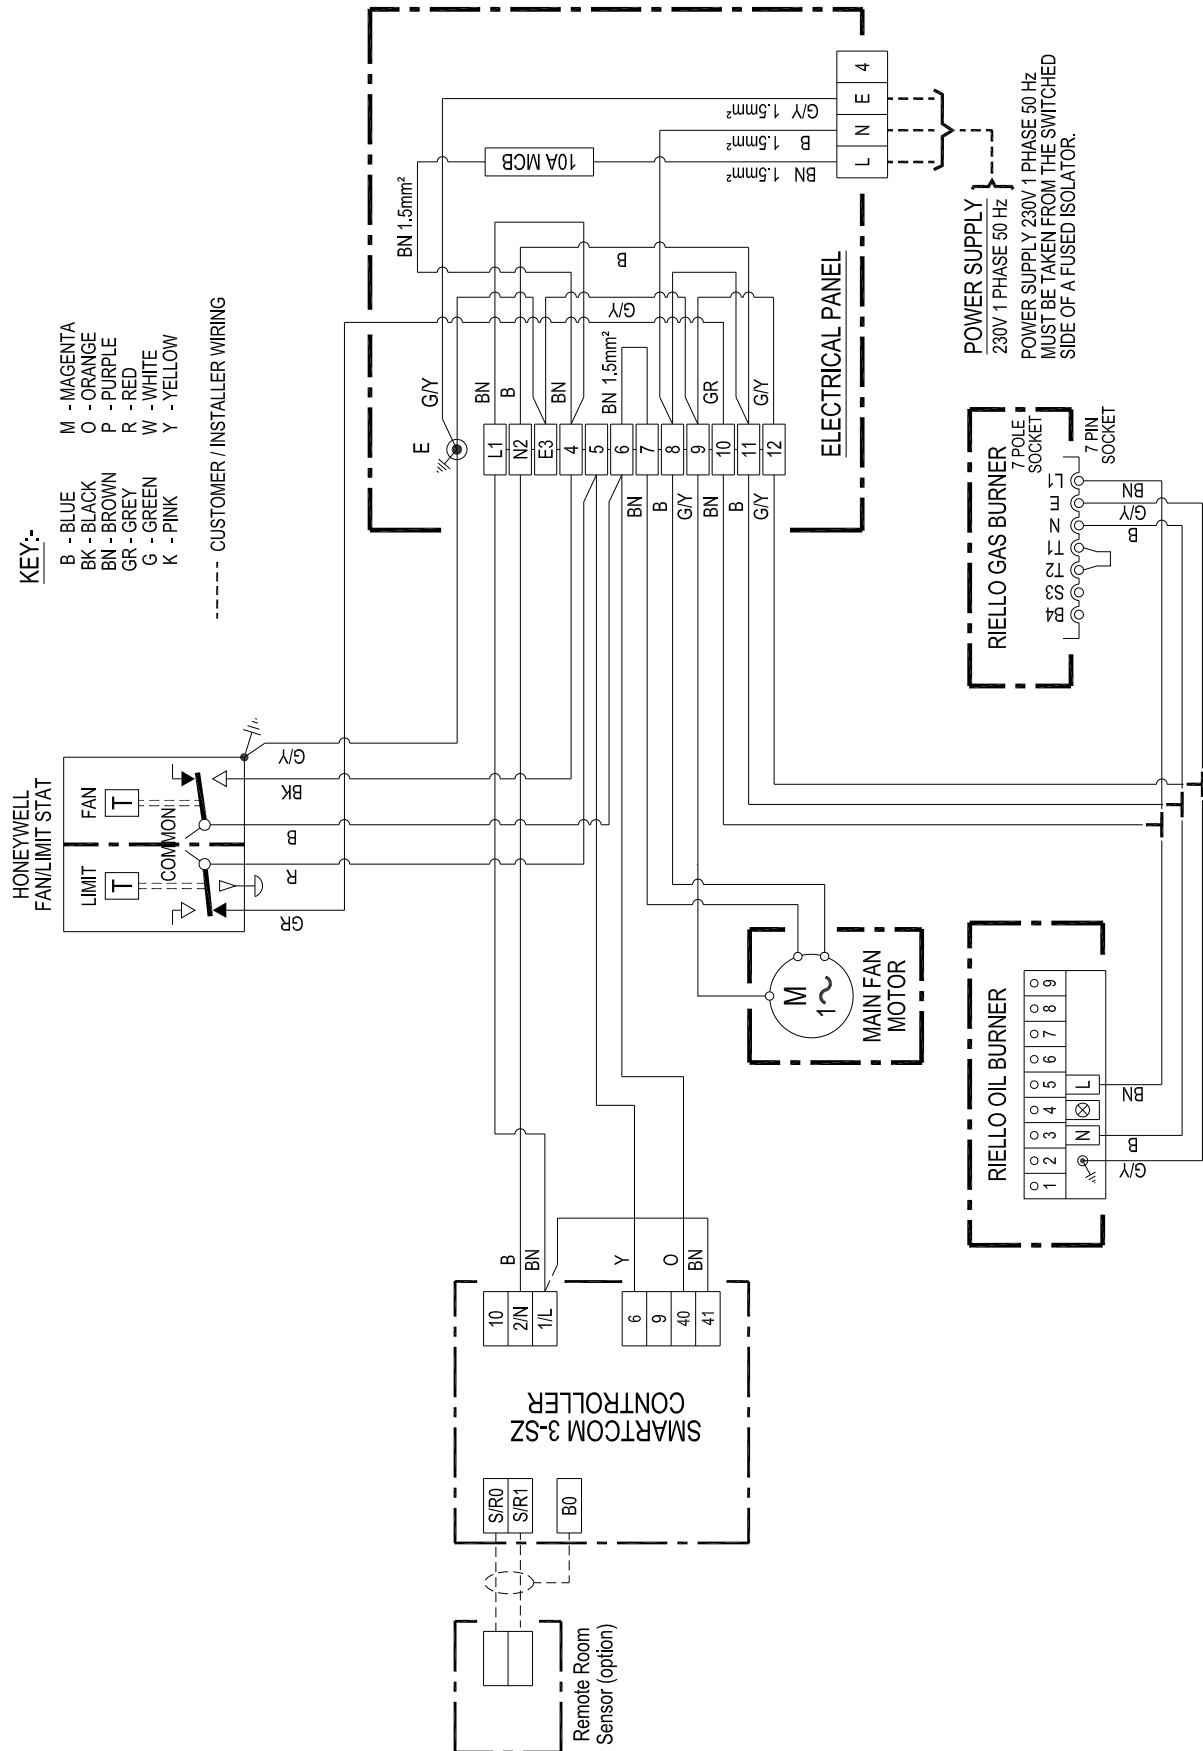 KEY:-
B - BLUE
BK - BLACK
BN - BROWN
GR - GREY
G - GREEN
K - PINK
M - MAGENTA
O - ORANGE
P - PURPLE
R - RED
W - WHITE
Y - YELLOW
CUSTOMER / INSTALLER WIRING
HONEYWELL
FAN/LIMIT STAT
LIMIT
FAN
T
T
COMMON
GR
R
B
BK
G/Y
E
G/Y
BN 1.5mm²
10A MCB
BN 1.5mm²
B 1.5mm²
G/Y 1.5mm²
L
N
E
4
BN
B
BN
BN 1.5mm²
GR
G/Y
B
G/Y
L1
N2
E3
4
5
6
7
8
9
10
11
12
BN
B
G/Y
BN
B
G/Y
ELECTRICAL PANEL
POWER SUPPLY
230V 1 PHASE 50 Hz
POWER SUPPLY 230V 1 PHASE 50 Hz
MUST BE TAKEN FROM THE SWITCHED
SIDE OF A FUSED ISOLATOR.
RIELLO GAS BURNER
7 POLE
SOCKET
7 PIN
SOCKET
B4
S3
T2
T1
N
E
L1
B
G/Y
BN
M
1~
MAIN FAN
MOTOR
RIELLO OIL BURNER
1
2
3
4
5
6
7
8
9
N
L
G/Y
B
BN
B
BN
Y
O
BN
10
2/N
1/L
6
9
40
41
SMARTCOM 3-SZ
CONTROLLER
S/R0
S/R1
B0
Remote Room
Sensor (option)